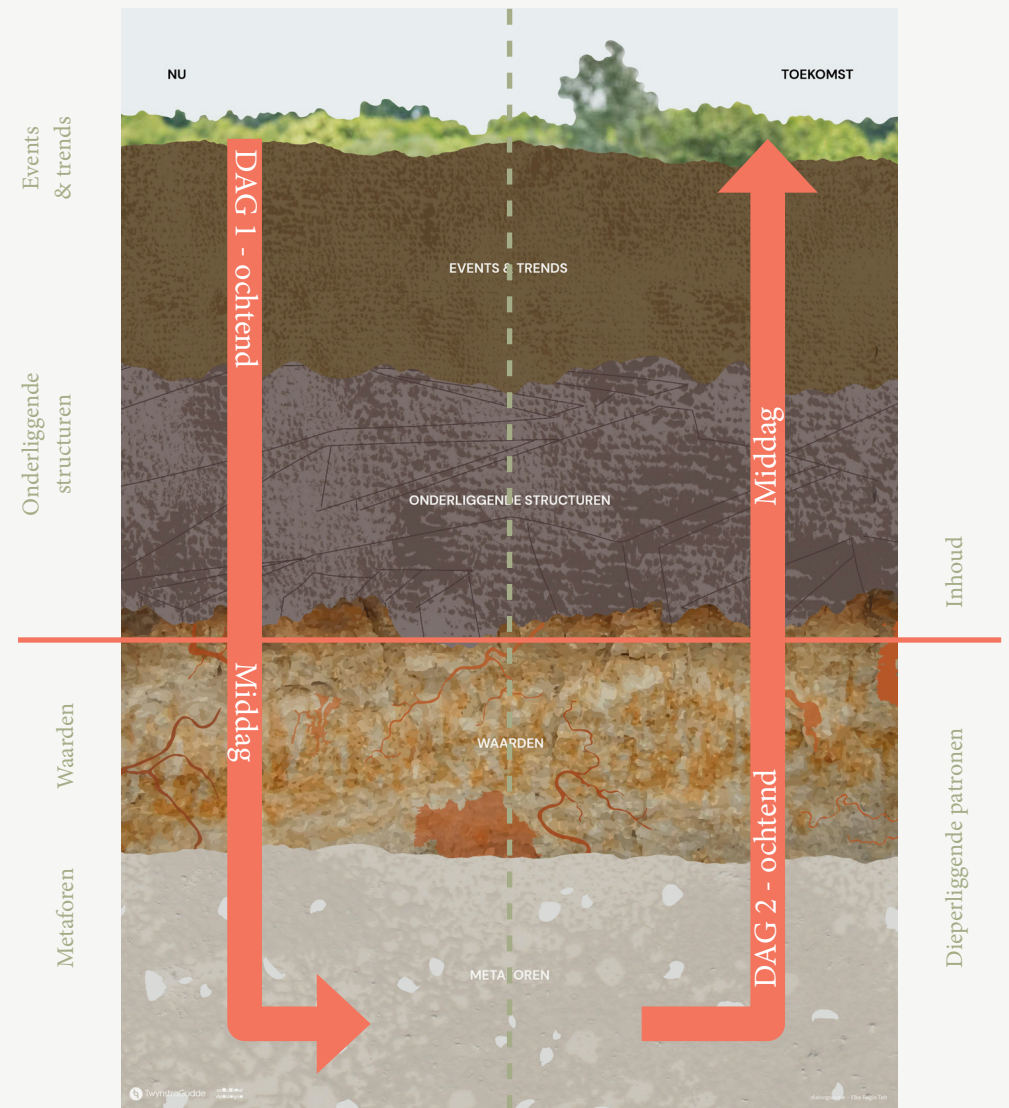 NU
TOEKOMST
Events
& trends
DAG 1 - ochtend
EVENTS & TRENDS
Onderliggende
structuren
Middag
ONDERLIGGENDE STRUCTUREN
Inhoud
Middag
Waarden
WAARDEN
DAG 2 - ochtend
Dieperliggende patronen
Metaforen
METAFOREN
TwynstraGudde